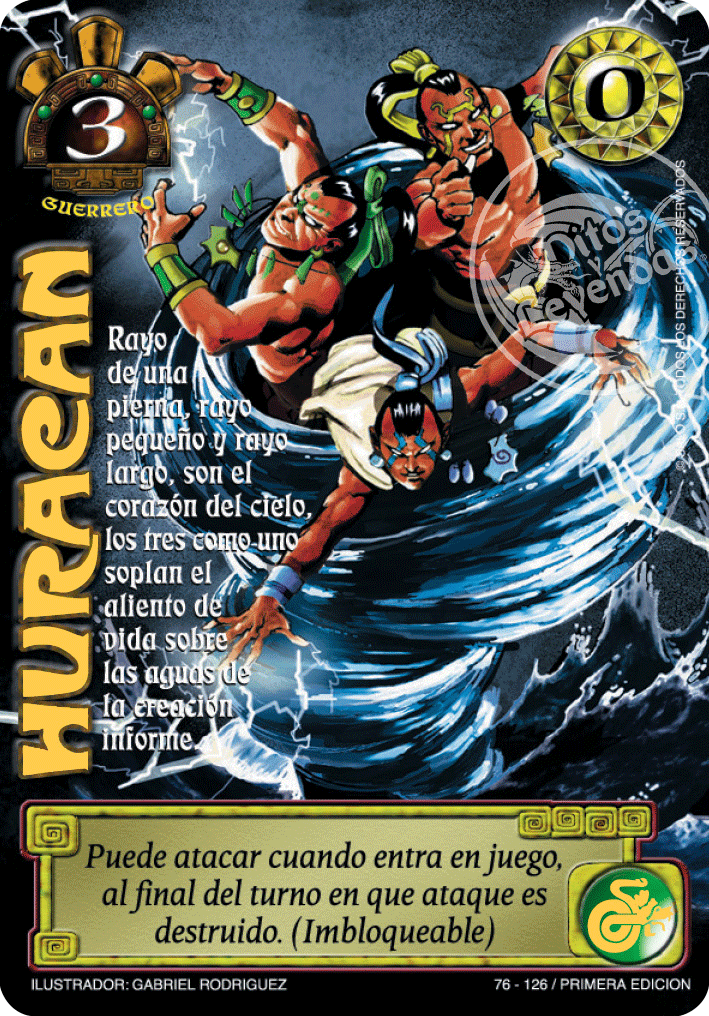 3
0
GUERRERO
Mitos
y
Leyendas
HURACAN
Rayo
de una
pierna, rayo
pequeño y rayo
largo, son el
corazón del cielo,
los tres como uno
soplan el
aliento de
vida sobre
las aguas de
la creación
informe.
TODOS LOS DERECHOS RESERVADOS
Puede atacar cuando entra en juego,
al final del turno en que ataque es
destruido. (Imbloqueable)
ILUSTRADOR: GABRIEL RODRIGUEZ
76 - 126 / PRIMERA EDICION